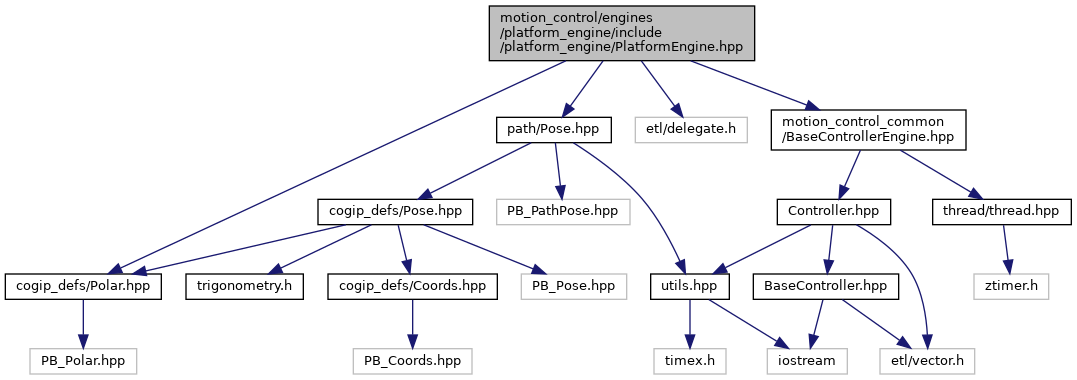 motion_control/engines
/platform_engine/include
/platform_engine/PlatformEngine.hpp
path/Pose.hpp
etl/delegate.h
motion_control_common
/BaseControllerEngine.hpp
cogip_defs/Pose.hpp
PB_PathPose.hpp
Controller.hpp
thread/thread.hpp
cogip_defs/Polar.hpp
trigonometry.h
cogip_defs/Coords.hpp
PB_Pose.hpp
utils.hpp
BaseController.hpp
ztimer.h
PB_Polar.hpp
PB_Coords.hpp
timex.h
iostream
etl/vector.h